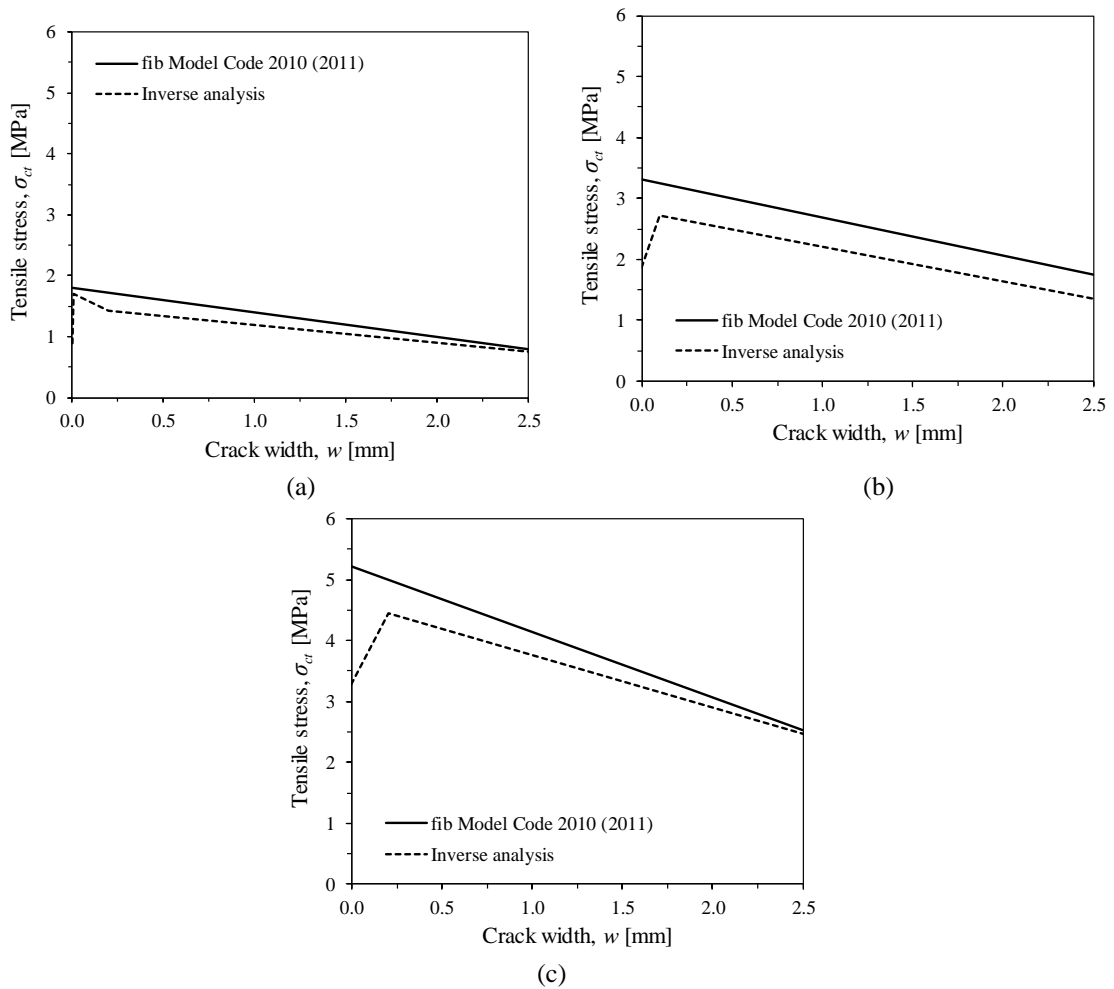 6
5
4
3
2
1
0
Tensile stress, σct [MPa]
fib Model Code 2010 (2011)
Inverse analysis
0.0 0.5 1.0 1.5 2.0 2.5
Crack width, w [mm]
(a)
6
5
4
3
2
1
0
Tensile stress, σct [MPa]
fib Model Code 2010 (2011)
Inverse analysis
0.0 0.5 1.0 1.5 2.0 2.5
Crack width, w [mm]
(b)
6
5
4
3
2
1
0
Tensile stress, σct [MPa]
fib Model Code 2010 (2011)
Inverse analysis
0.0 0.5 1.0 1.5 2.0 2.5
Crack width, w [mm]
(c)